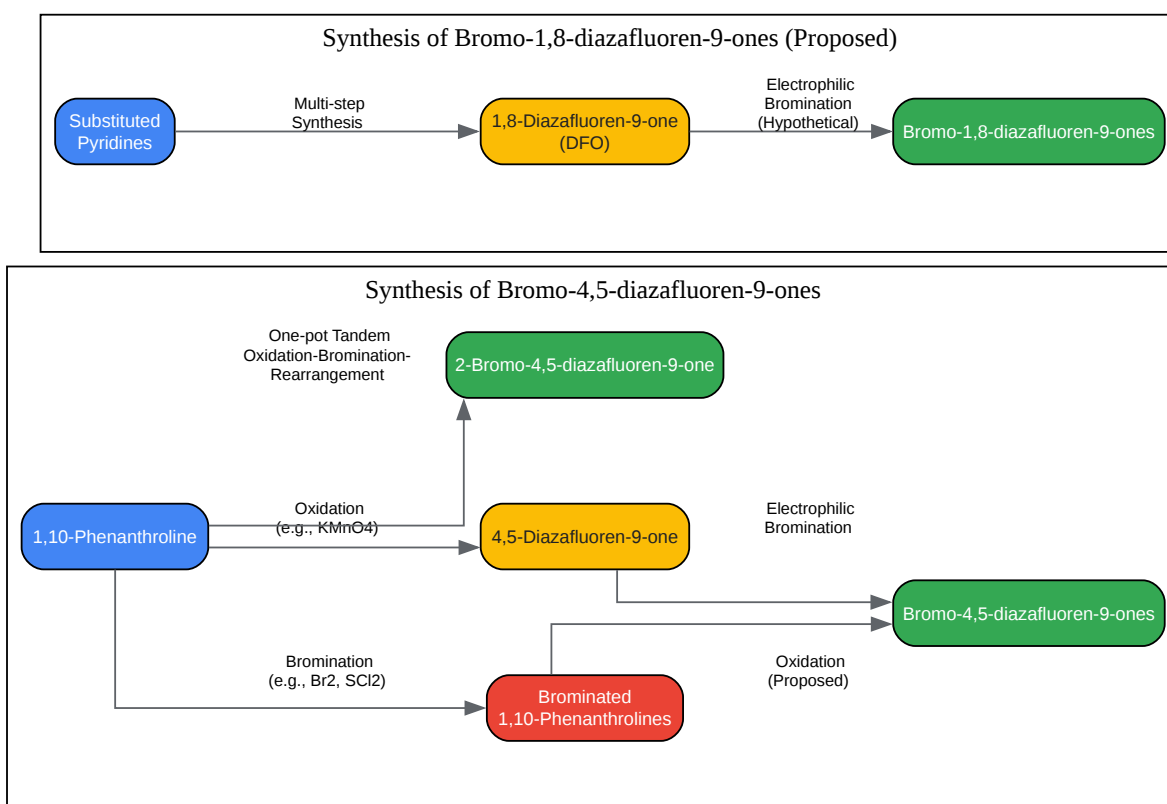 Synthesis of Bromo-1,8-diazafluoren-9-ones (Proposed)
Substituted
Pyridines
Multi-step
Synthesis
1,8-Diazafluoren-9-one
(DFO)
Electrophilic
Bromination
(Hypothetical)
Bromo-1,8-diazafluoren-9-ones
Synthesis of Bromo-4,5-diazafluoren-9-ones
One-pot Tandem
Oxidation-Bromination-
Rearrangement
2-Bromo-4,5-diazafluoren-9-one
1,10-Phenanthroline
Oxidation
(e.g., KMnO4)
4,5-Diazafluoren-9-one
Electrophilic
Bromination
Bromo-4,5-diazafluoren-9-ones
Bromination
(e.g., Br2, SCl2)
Brominated
1,10-Phenanthrolines
Oxidation
(Proposed)